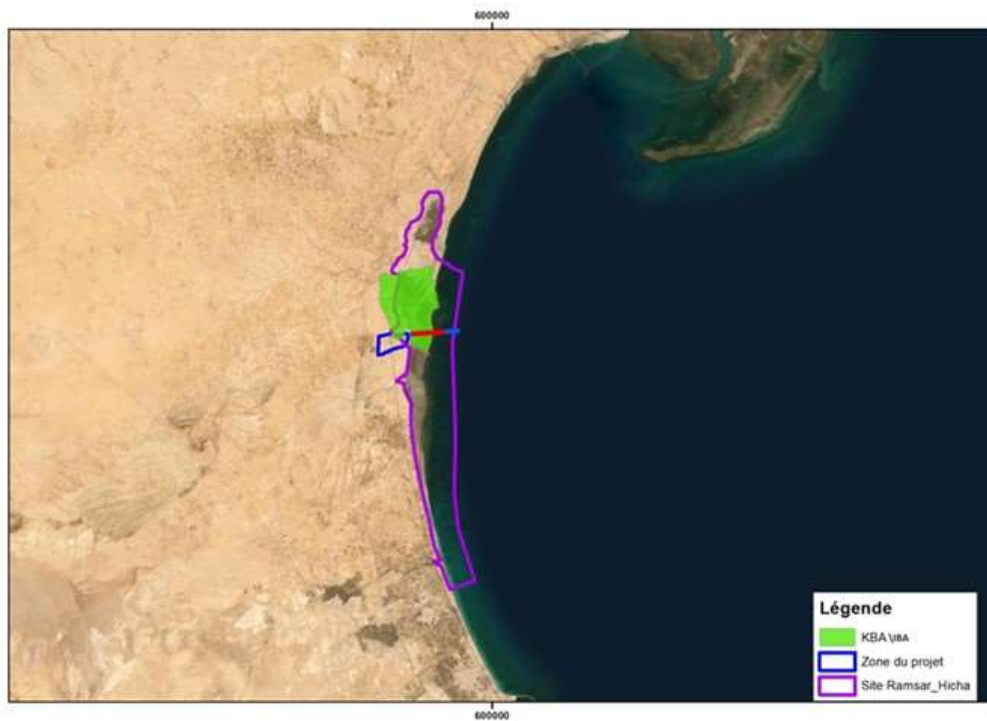 600000
Légende
KBA \IBA
Zone du projet
Site Ramsar_Hicha
600000